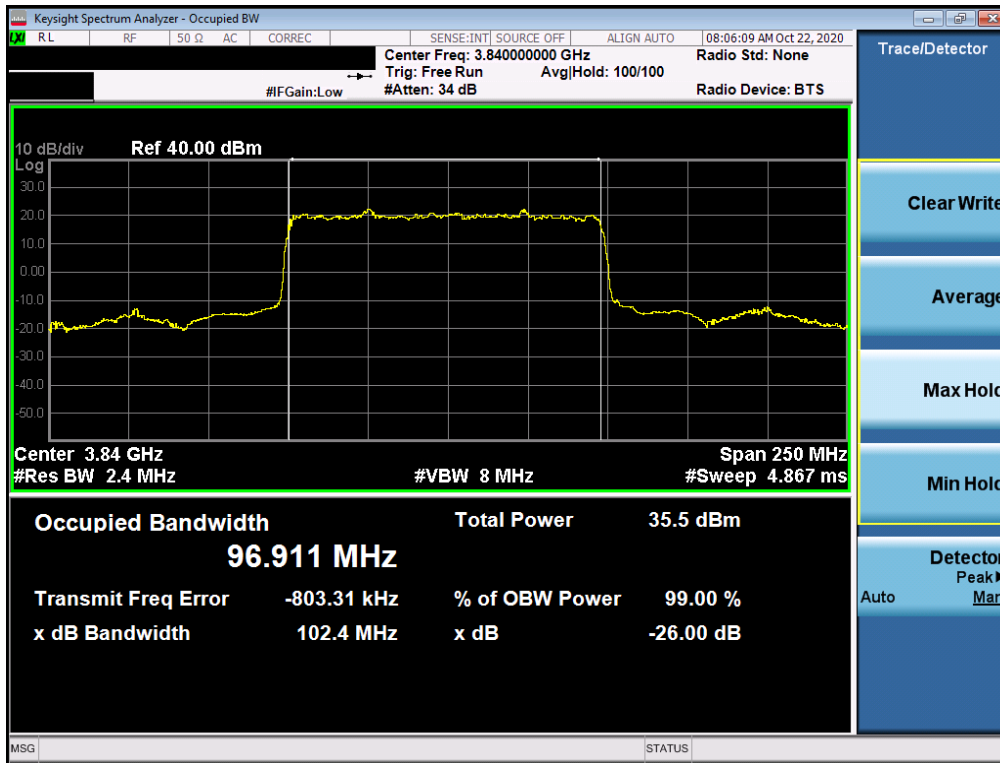 Keysight Spectrum Analyzer - Occupied BW
LXI RL RF 50 Ω AC CORREC SENSE:INT SOURCE OFF ALIGN AUTO 08:06:09 AM Oct 22, 2020
Center Freq: 3.840000000 GHz Radio Std: None
Trig: Free Run Avg|Hold: 100/100
#IFGain:Low #Atten: 34 dB Radio Device: BTS
10 dB/div Ref 40.00 dBm
Log
30.0
20.0
10.0
0.00
-10.0
-20.0
-30.0
-40.0
-50.0
Center 3.84 GHz Span 250 MHz
#Res BW 2.4 MHz #VBW 8 MHz #Sweep 4.867 ms
Occupied Bandwidth Total Power 35.5 dBm
96.911 MHz
Transmit Freq Error -803.31 kHz % of OBW Power 99.00 %
x dB Bandwidth 102.4 MHz x dB -26.00 dB
MSG STATUS
Trace/Detector
Clear Write
Average
Max Hold
Min Hold
Detector
Peak
Auto Man